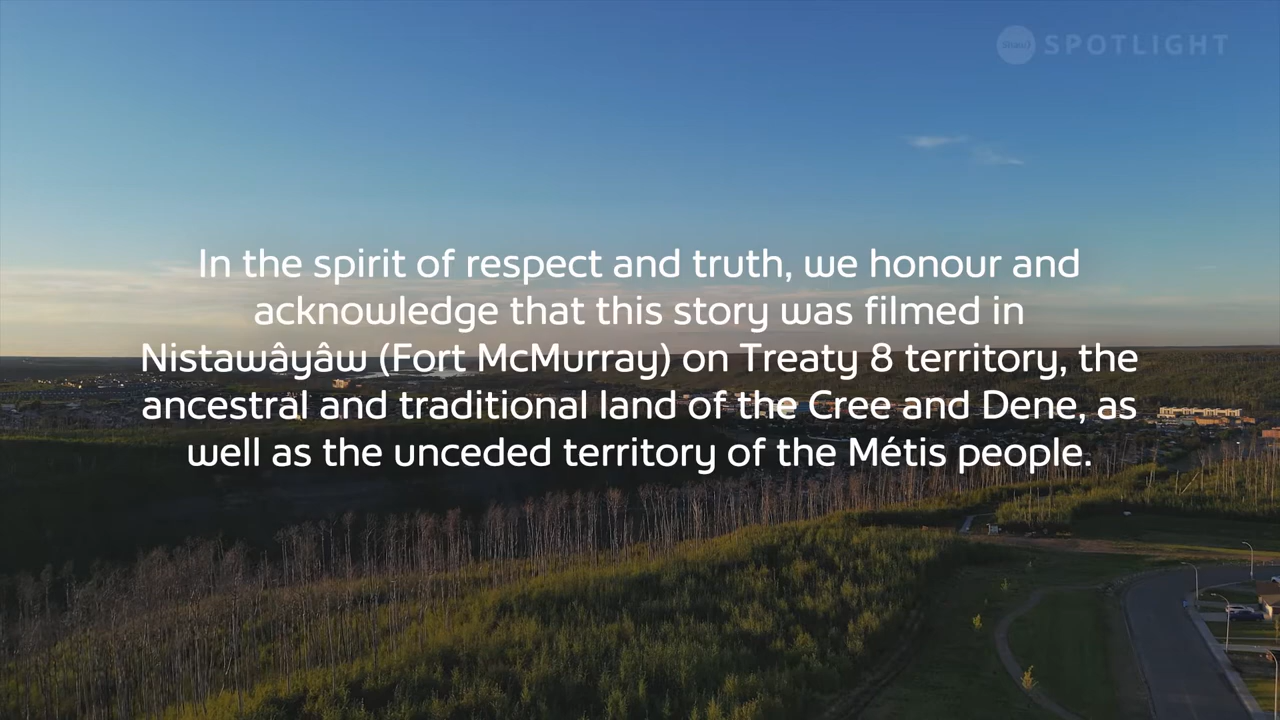 Shaw) SPOTLIGHT
In the spirit of respect and truth, we honour and
acknowledge that this story was filmed in
Nistawâyâw (Fort McMurray) on Treaty 8 territory, the
ancestral and traditional land of the Cree and Dene, as
well as the unceded territory of the Métis people.